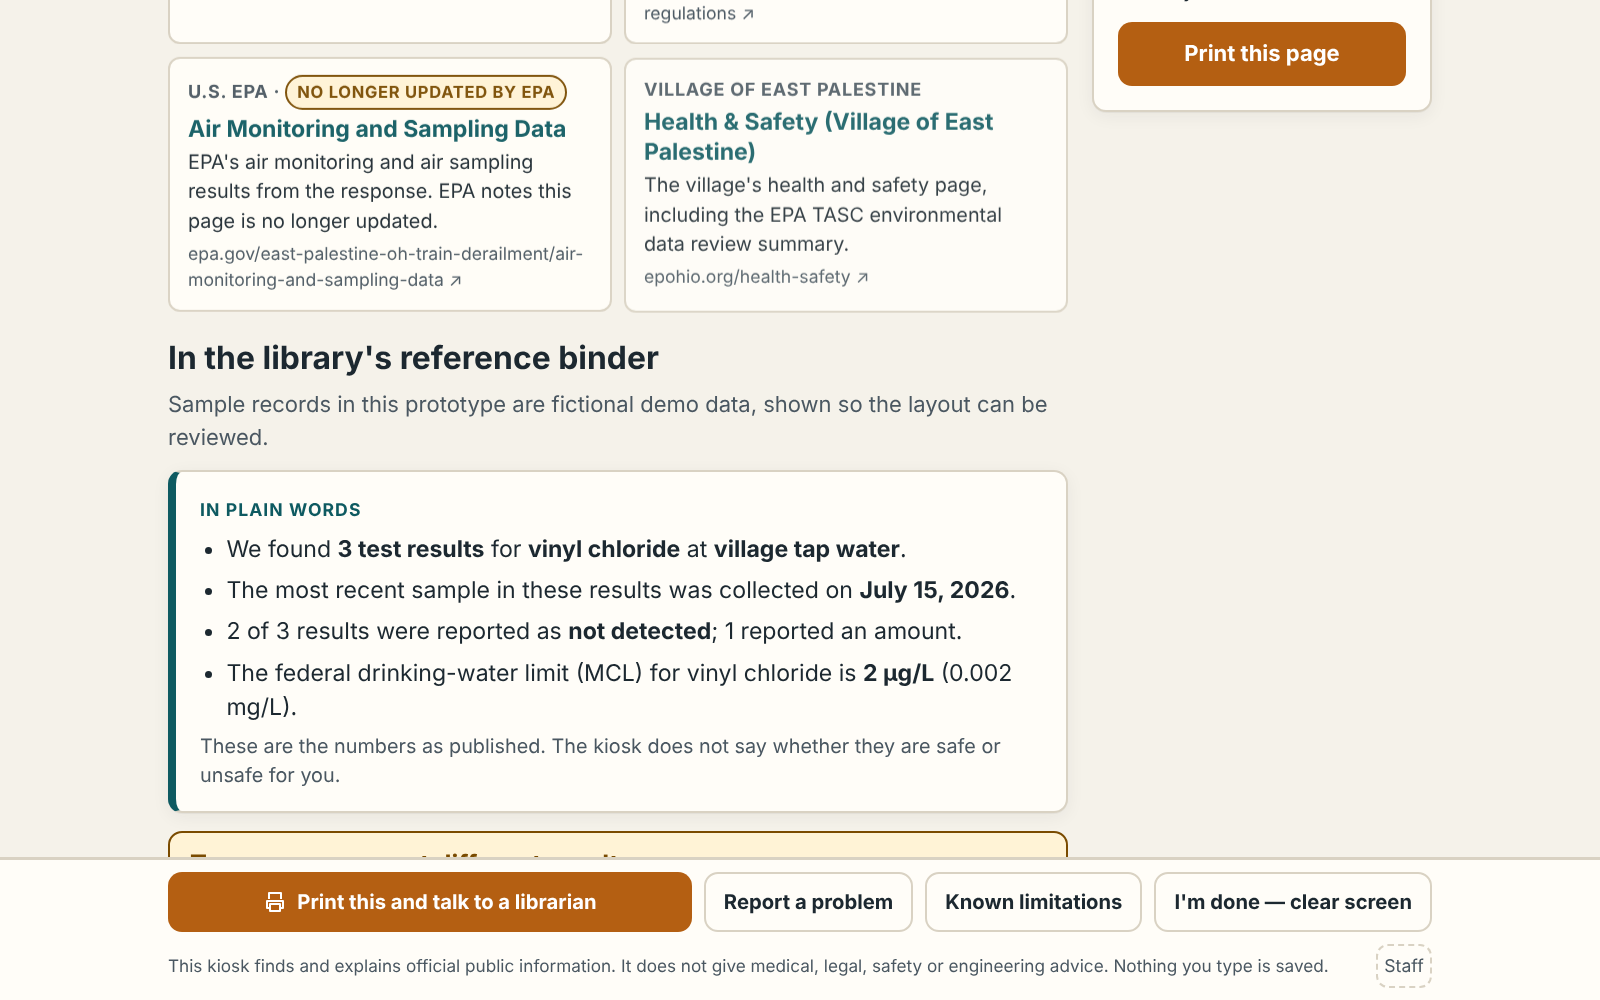 regulations ↗
Print this page
U.S. EPA · NO LONGER UPDATED BY EPA
Air Monitoring and Sampling Data
EPA's air monitoring and air sampling
results from the response. EPA notes this
page is no longer updated.
epa.gov/east-palestine-oh-train-derailment/air-
monitoring-and-sampling-data ↗
VILLAGE OF EAST PALESTINE
Health & Safety (Village of East
Palestine)
The village's health and safety page,
including the EPA TASC environmental
data review summary.
epohio.org/health-safety ↗
In the library's reference binder
Sample records in this prototype are fictional demo data, shown so the layout can be
reviewed.
IN PLAIN WORDS
• We found 3 test results for vinyl chloride at village tap water.
• The most recent sample in these results was collected on July 15, 2026.
• 2 of 3 results were reported as not detected; 1 reported an amount.
• The federal drinking-water limit (MCL) for vinyl chloride is 2 µg/L (0.002
mg/L).
These are the numbers as published. The kiosk does not say whether they are safe or
unsafe for you.
Print this and talk to a librarian
Report a problem
Known limitations
I'm done — clear screen
This kiosk finds and explains official public information. It does not give medical, legal, safety or engineering advice. Nothing you type is saved.
Staff